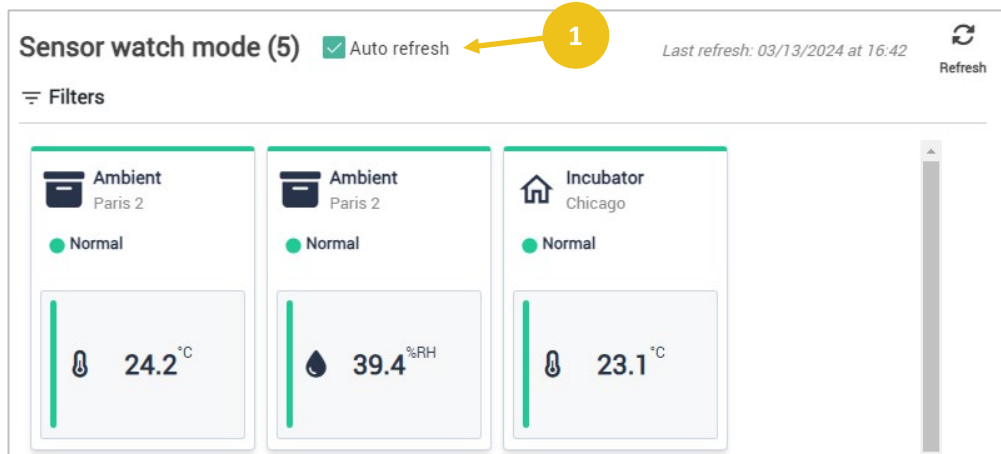 Sensor watch mode (5)
Auto refresh
1
Last refresh: 03/13/2024 at 16:42
Refresh
Filters
Ambient
Paris 2
Normal
24.2 °C
Ambient
Paris 2
Normal
39.4 %RH
Incubator
Chicago
Normal
23.1 °C